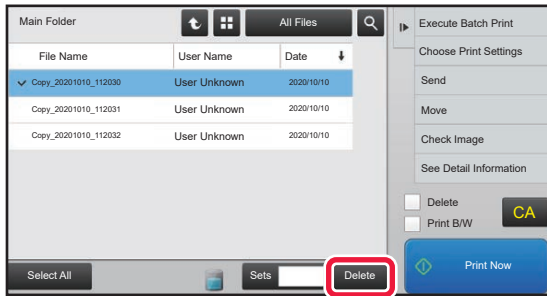 Main Folder
All Files
Execute Batch Print
File Name
User Name
Date
Choose Print Settings
Copy_20201010_112030
User Unknown
2020/10/10
Send
Copy_20201010_112031
User Unknown
2020/10/10
Move
Copy_20201010_112032
User Unknown
2020/10/10
Check Image
See Detail Information
Delete
Print B/W
CA
Select All
Sets
Delete
Print Now